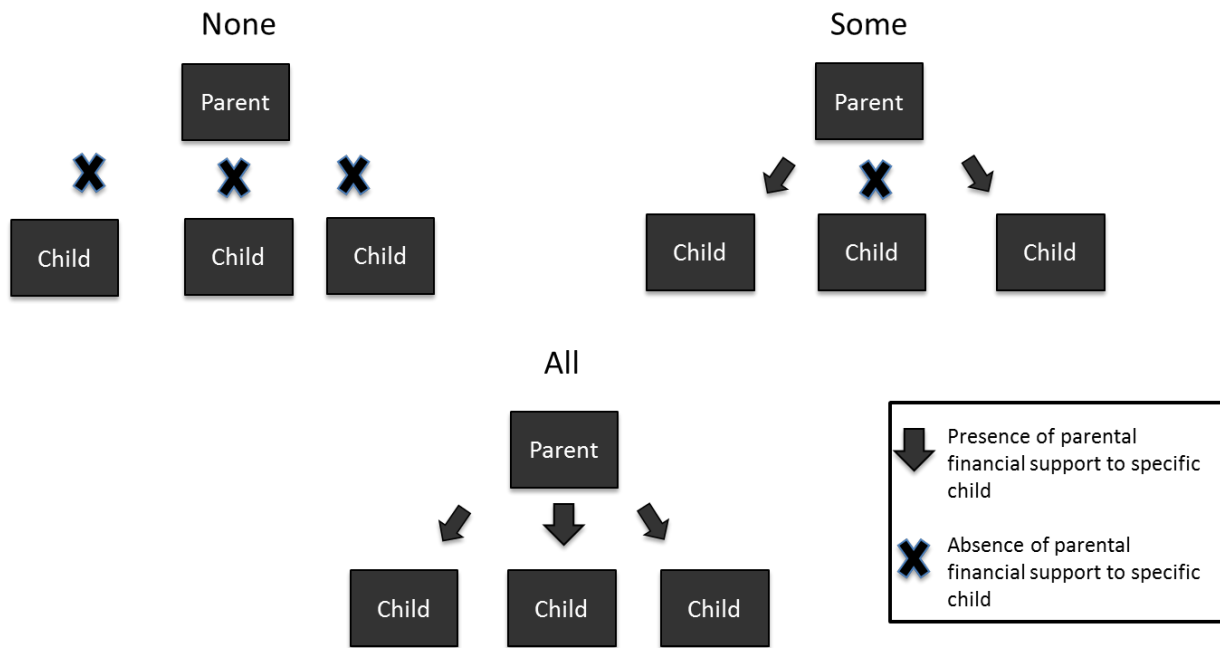 None
Parent
Child
Child
Child
Some
Parent
Child
Child
Child
All
Parent
Child
Child
Child
Presence of parental
financial support to specific
child
Absence of parental
financial support to specific
child